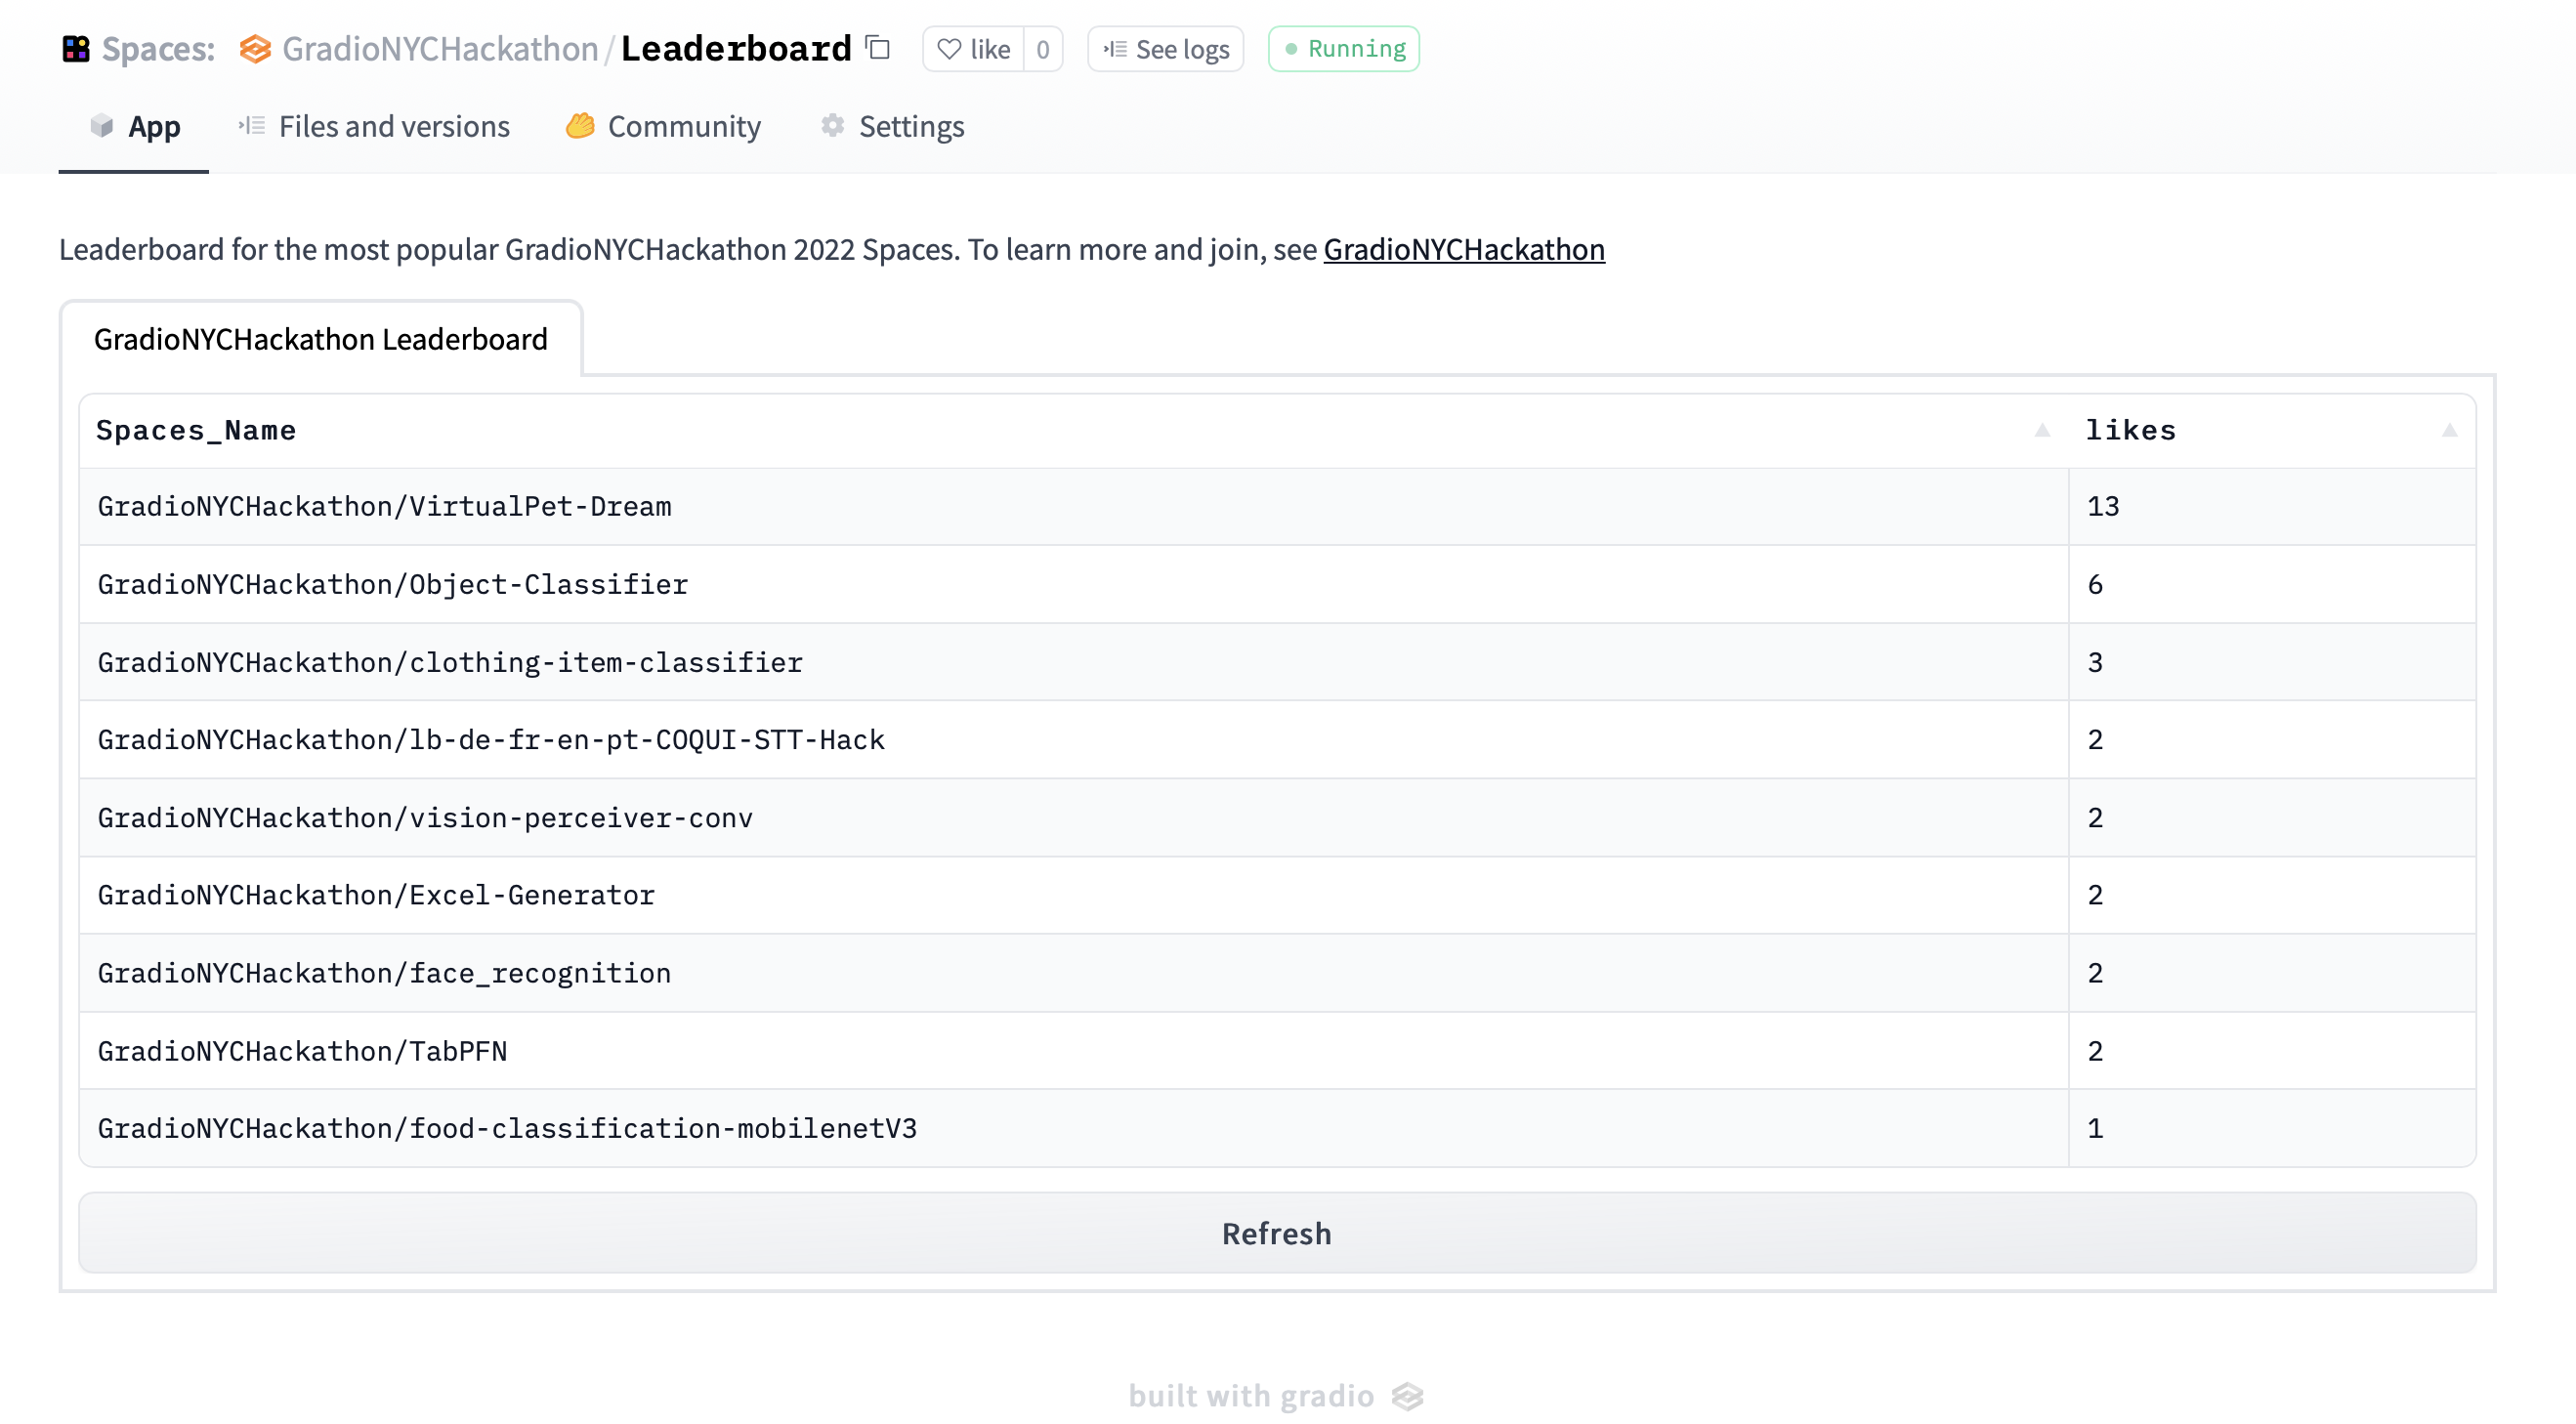 Spaces: GradioNYCHackathon/Leaderboard like 0 See logs Running
App Files and versions Community Settings
Leaderboard for the most popular GradioNYCHackathon 2022 Spaces. To learn more and join, see GradioNYCHackathon
GradioNYCHackathon Leaderboard
Spaces_Name likes
GradioNYCHackathon/VirtualPet-Dream 13
GradioNYCHackathon/Object-Classifier 6
GradioNYCHackathon/clothing-item-classifier 3
GradioNYCHackathon/lb-de-fr-en-pt-COQUI-STT-Hack 2
GradioNYCHackathon/vision-perceiver-conv 2
GradioNYCHackathon/Excel-Generator 2
GradioNYCHackathon/face_recognition 2
GradioNYCHackathon/TabPFN 2
GradioNYCHackathon/food-classification-mobilenetV3 1
Refresh
built with gradio